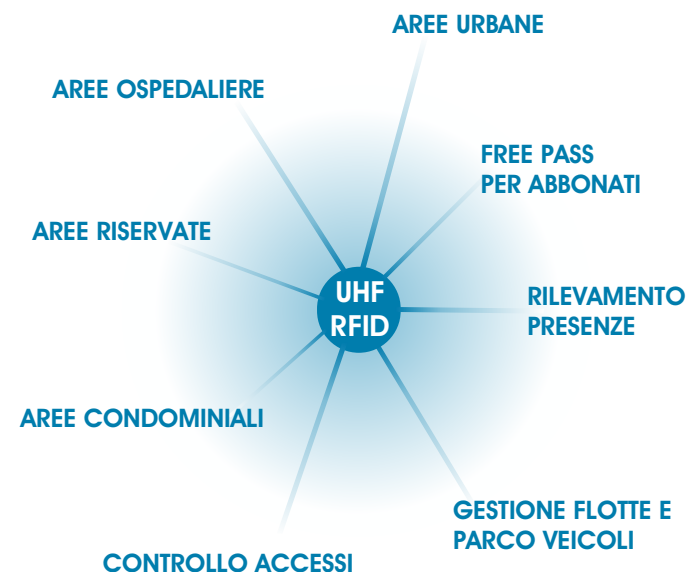 AREE URBANE
AREE OSPEDALIERE
FREE PASS
PER ABBONATI
AREE RISERVATE
UHF
RFID
RILEVAMENTO
PRESENZE
AREE CONDOMINIALI
GESTIONE FLOTTE E
PARCO VEICOLI
CONTROLLO ACCESSI